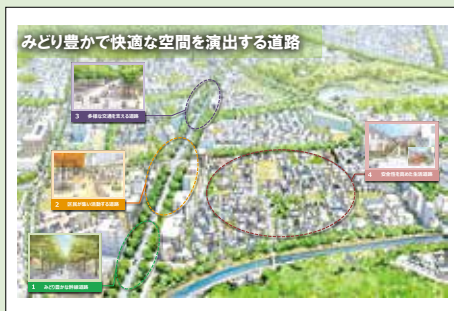 みどり豊かで快適な空間を演出する道路
3 多様な交通を支える道路
4 安全性を高めた生活道路
2 区民が集い活動する道路
1 みどり豊かな幹線道路